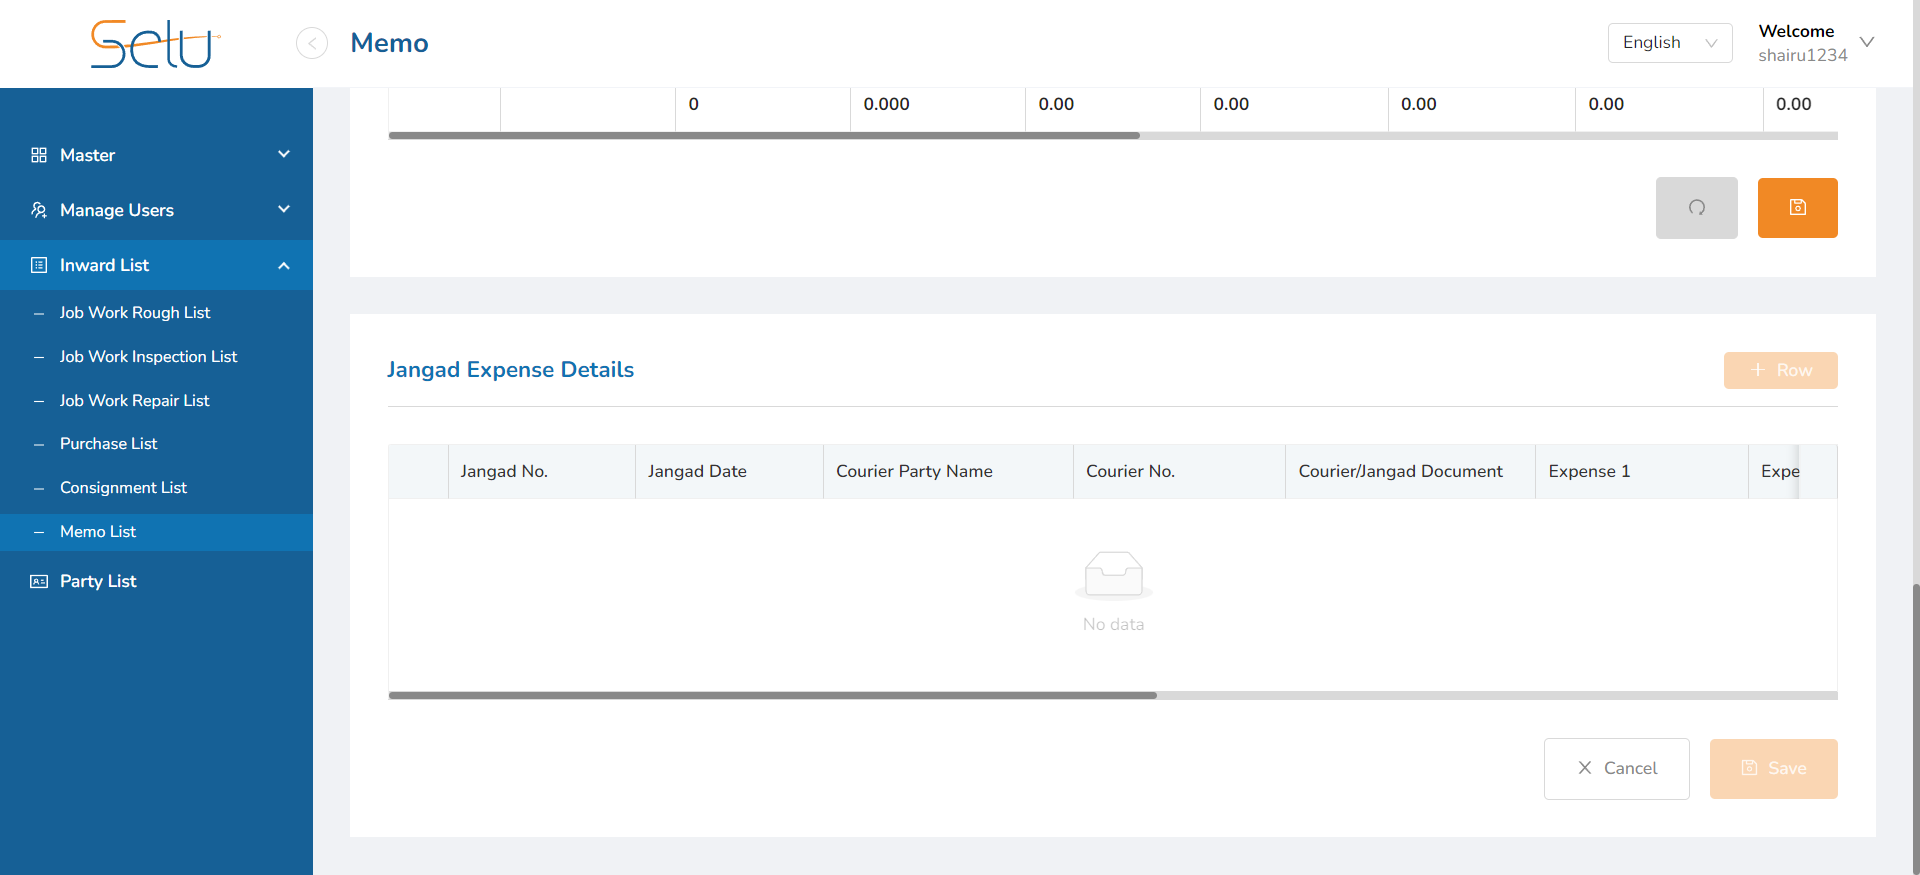 Selu
Memo
English
Welcome
shairu1234
Master
Manage Users
Inward List
Job Work Rough List
Job Work Inspection List
Job Work Repair List
Purchase List
Consignment List
Memo List
Party List
0 0.000 0.00 0.00 0.00 0.00 0.00
Jangad Expense Details
+ Row
Jangad No. Jangad Date Courier Party Name Courier No. Courier/Jangad Document Expense 1 Expe
No data
Cancel
Save